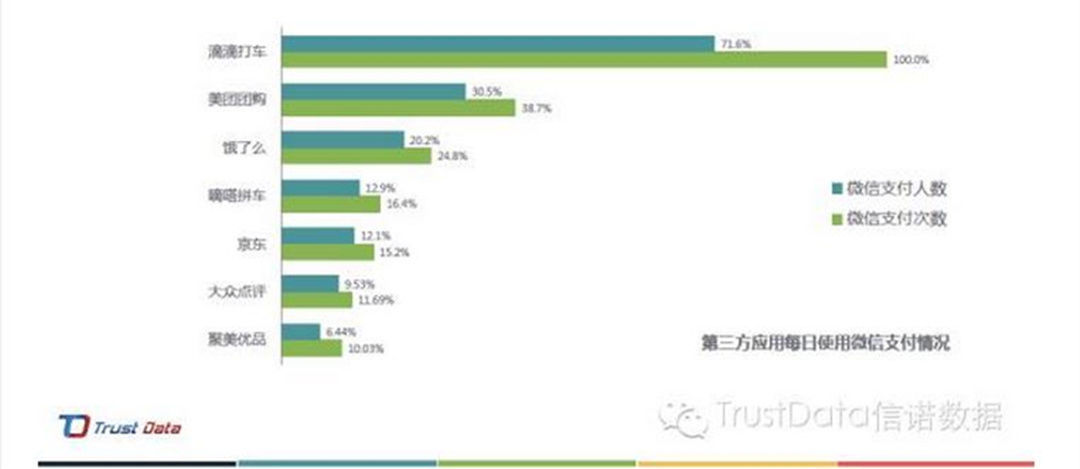 滴滴打车
71.6%
100.0%
美团团购
30.5%
38.7%
饿了么
20.2%
24.8%
嘀嗒拼车
12.9%
16.4%
京东
12.1%
15.2%
大众点评
9.53%
11.69%
聚美优品
6.44%
10.03%
微信支付人数
微信支付次数
第三方应用每日使用微信支付情况
Trust Data
TrustData信诺数据